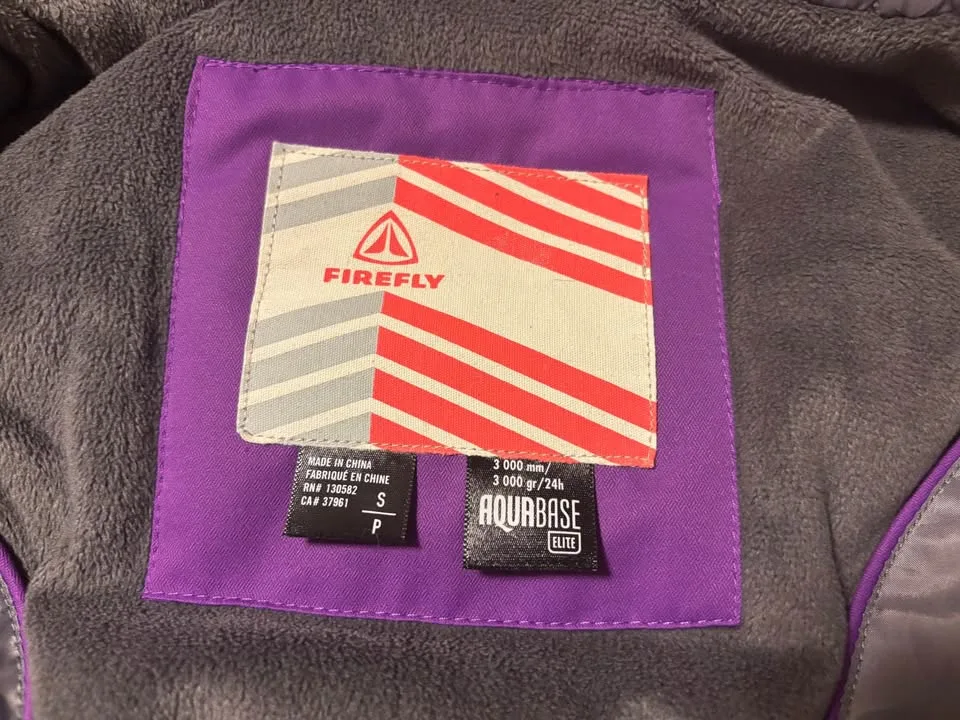 FIREFLY
MADE IN CHINA
FABRIQUÉ EN CHINE
RN# 130582
CA# 37961
S
P
3 000 mm/
3 000 gr/24h
AQUABASE
ELITE